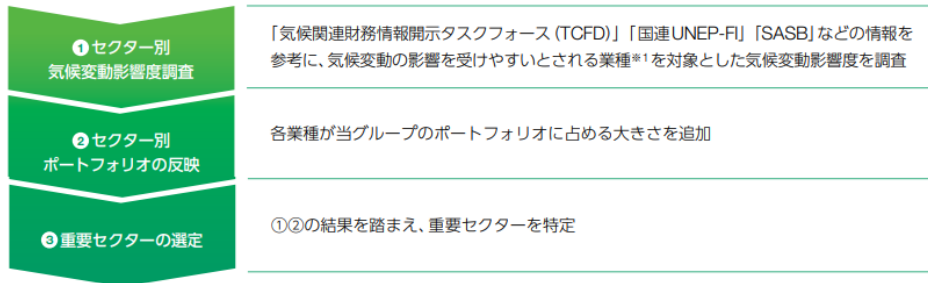 ❶セクター別
気候変動影響度調査
「気候関連財務情報開示タスクフォース(TCFD)」「国連UNEP-FI」「SASB」などの情報を
参考に、気候変動の影響を受けやすいとされる業種※1を対象とした気候変動影響度を調査
❷セクター別
ポートフォリオの反映
各業種が当グループのポートフォリオに占める大きさを追加
❸重要セクターの選定
①②の結果を踏まえ、重要セクターを特定